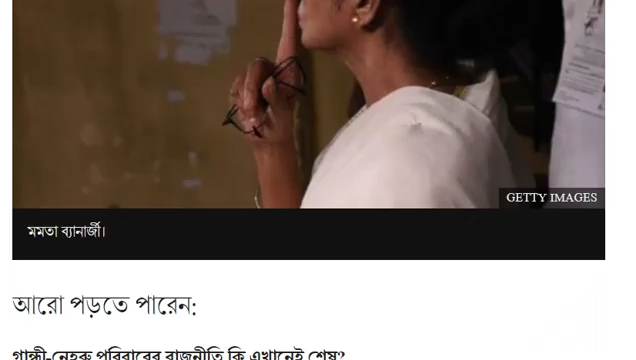 GETTY IMAGES
মমতা ব্যানার্জী।
আরো পড়তে পারেন:
গান্ধী-নেহরু পরিবারের রাজনীতি কি এখানেই শেষ?